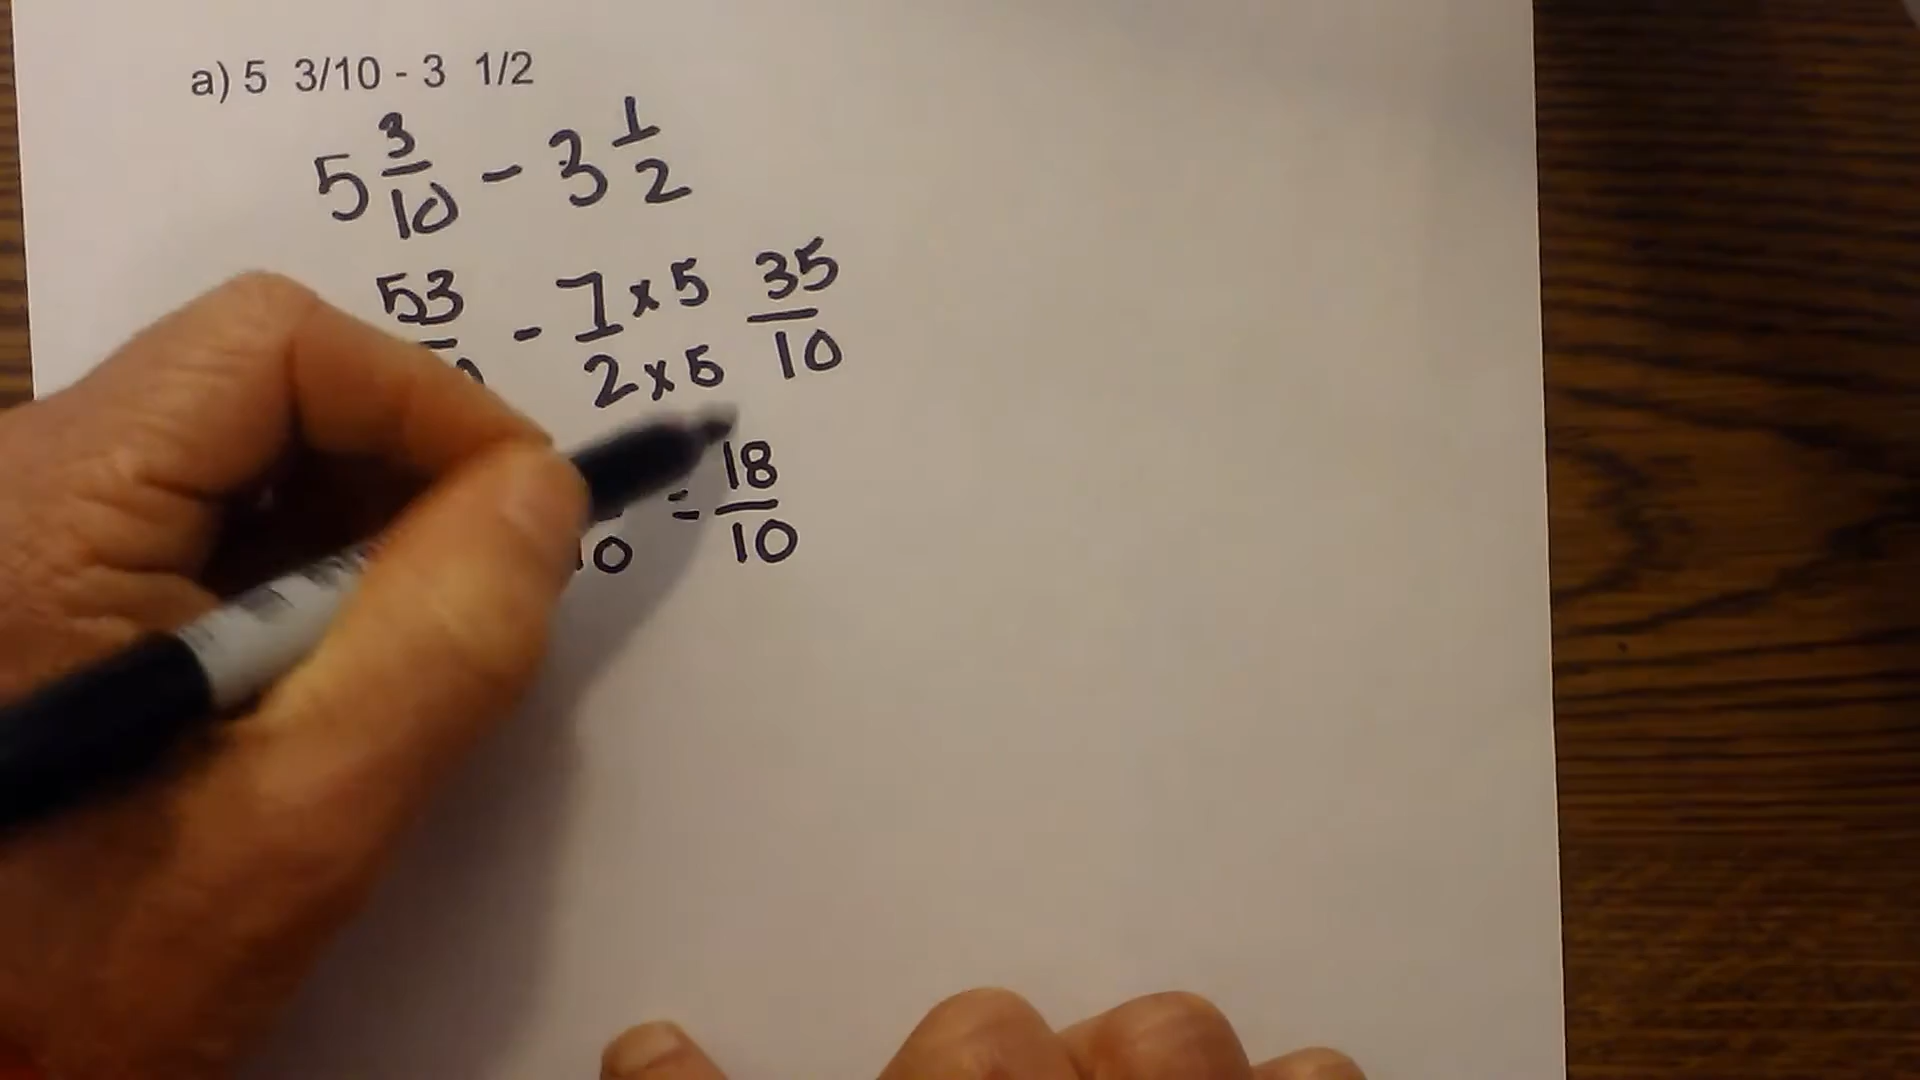 a) 5 3/10 - 3 1/2
5 3/10 - 3 1/2
53 - 7 x 5 / 2 x 5 35/10
10 = 18/10